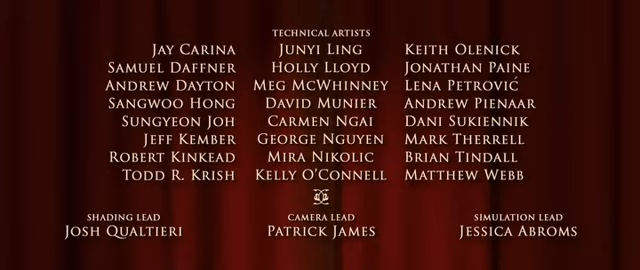 TECHNICAL ARTISTS
JAY CARINA JUNYI LING KEITH OLENICK
SAMUEL DAFFNER HOLLY LLOYD JONATHAN PAINE
ANDREW DAYTON MEG MCWHINNEY LENA PETROVIĆ
SANGWOO HONG DAVID MUNIER ANDREW PIENAAR
SUNGYEON JOH CARMEN NGAI DANI SUKIENNIK
JEFF KEMBER GEORGE NGUYEN MARK THERRELL
ROBERT KINKEAD MIRA NIKOLIC BRIAN TINDALL
TODD R. KRISH KELLY O'CONNELL MATTHEW WEBB
SHADING LEAD CAMERA LEAD SIMULATION LEAD
JOSH QUALTIERI PATRICK JAMES JESSICA ABROMS